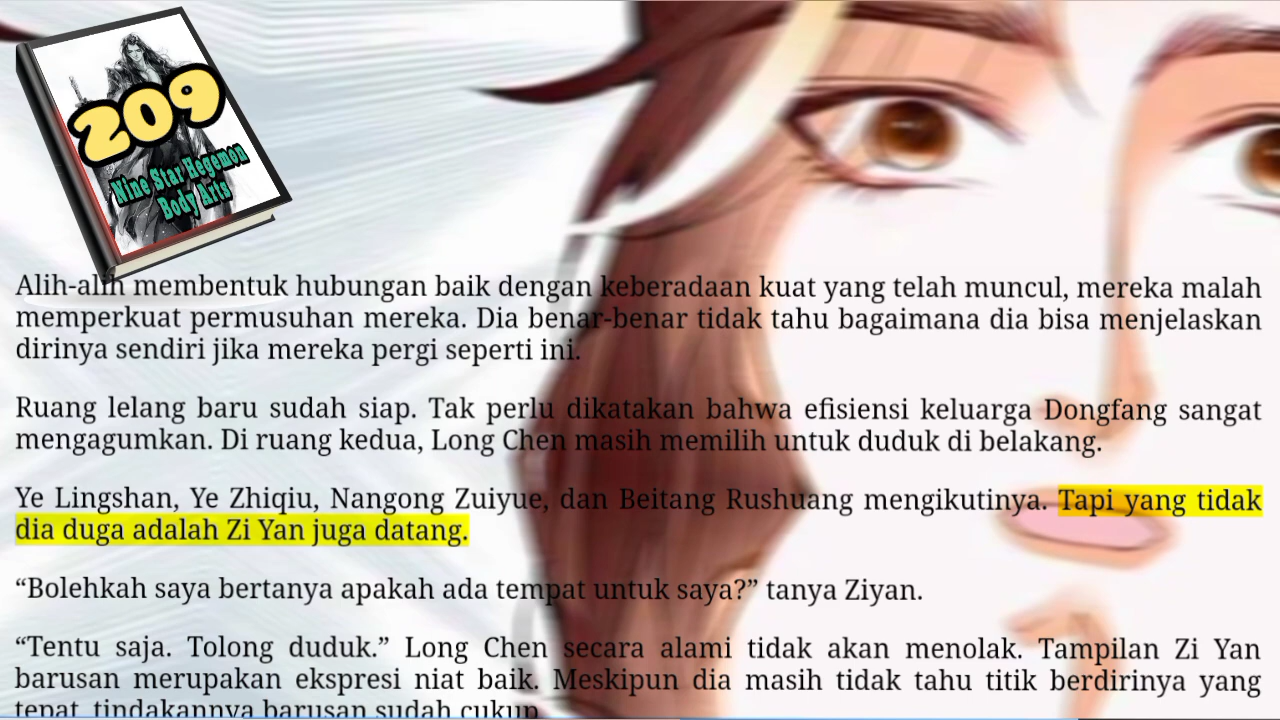 209
Nine Star Hegemon
Body Arts
Alih-alih membentuk hubungan baik dengan keberadaan kuat yang telah muncul, mereka malah
memperkuat permusuhan mereka. Dia benar-benar tidak tahu bagaimana dia bisa menjelaskan
dirinya sendiri jika mereka pergi seperti ini.
Ruang lelang baru sudah siap. Tak perlu dikatakan bahwa efisiensi keluarga Dongfang sangat
mengagumkan. Di ruang kedua, Long Chen masih memilih untuk duduk di belakang.
Ye Lingshan, Ye Zhiqiu, Nangong Zuiyue, dan Beitang Rushuang mengikutinya. Tapi yang tidak
dia duga adalah Zi Yan juga datang.
“Bolehkah saya bertanya apakah ada tempat untuk saya?” tanya Ziyan.
“Tentu saja. Tolong duduk.” Long Chen secara alami tidak akan menolak. Tampilan Zi Yan
barusan merupakan ekspresi niat baik. Meskipun dia masih tidak tahu titik berdirinya yang
tepat, tindakannya barusan sudah cukup